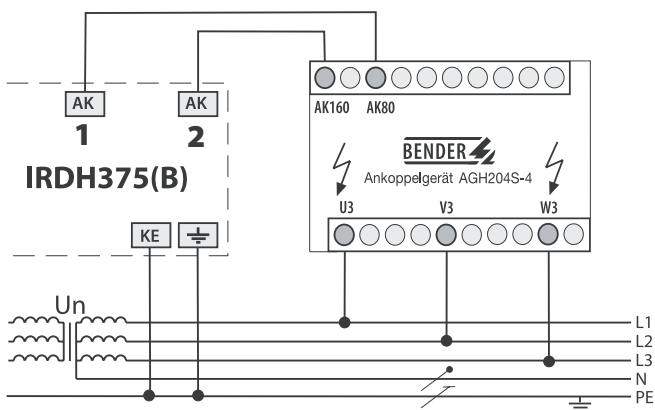 AK
AK
1
2
IRDH375(B)
KE
AK160
AK80
BENDER
Ankoppelgerät AGH204S-4
U3
V3
W3
Un
L1
L2
L3
N
PE